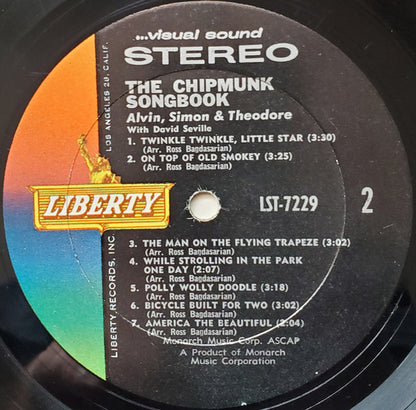 ...visual sound
STEREO
THE CHIPMUNK
SONGBOOK
Alvin, Simon & Theodore
With David Seville
1. TWINKLE TWINKLE, LITTLE STAR (3:30)
(Arr. Ross Bagdasarian)
2. ON TOP OF OLD SMOKEY (3:25)
(Arr. Ross Bagdasarian)
LIBERTY
LST-7229
2
3. THE MAN ON THE FLYING TRAPEZE (3:02)
(Arr. Ross Bagdasarian)
4. WHILE STROLLING IN THE PARK
ONE DAY (2:07)
(Arr. Ross Bagdasarian)
5. POLLY WOLLY DOODLE (3:18)
(Arr. Ross Bagdasarian)
6. BICYCLE BUILT FOR TWO (3:02)
(Arr. Ross Bagdasarian)
7. AMERICA THE BEAUTIFUL (2:04)
(Arr. Ross Bagdasarian)
Monarch Music Corp. ASCAP
A Product of Monarch
Music Corporation
LIBERTY RECORDS, INC.
LOS ANGELES 28, CALIF.